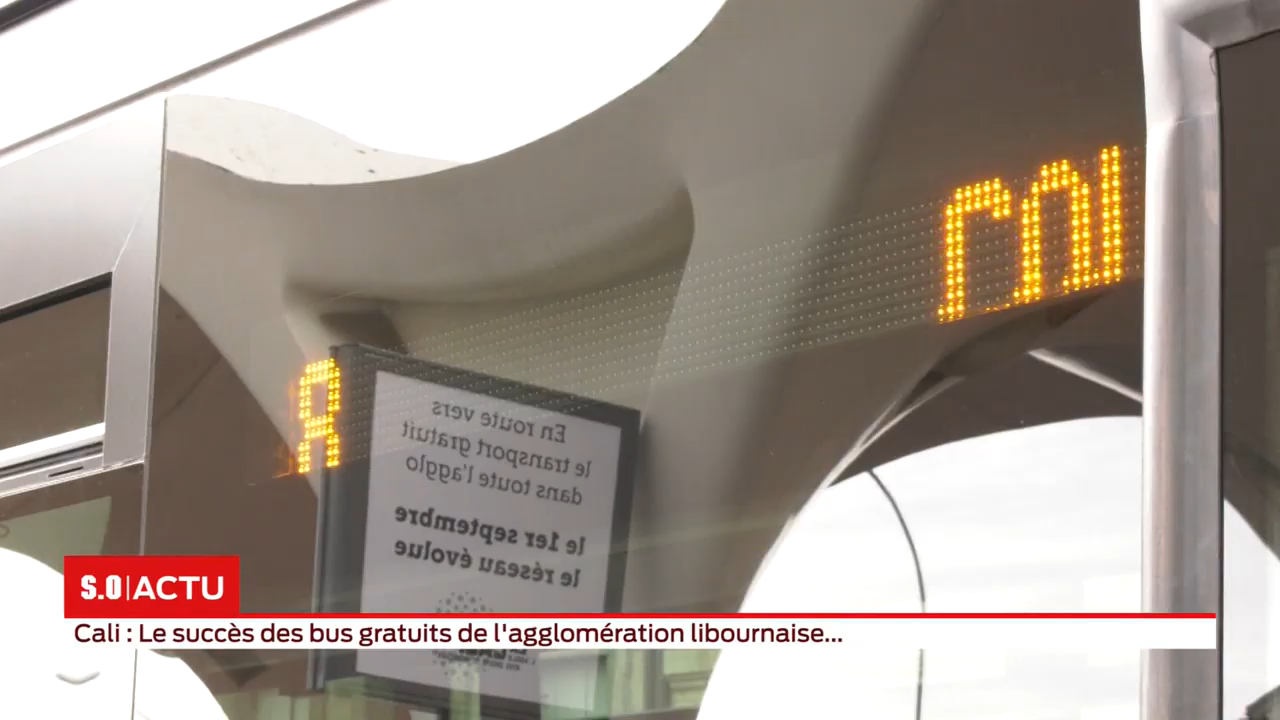 A
En route vers
le transport gratuit
dans toute l'agglo
le 1er septembre
le réseau évolue
S.O|ACTU
Cali : Le succès des bus gratuits de l'agglomération libournaise...